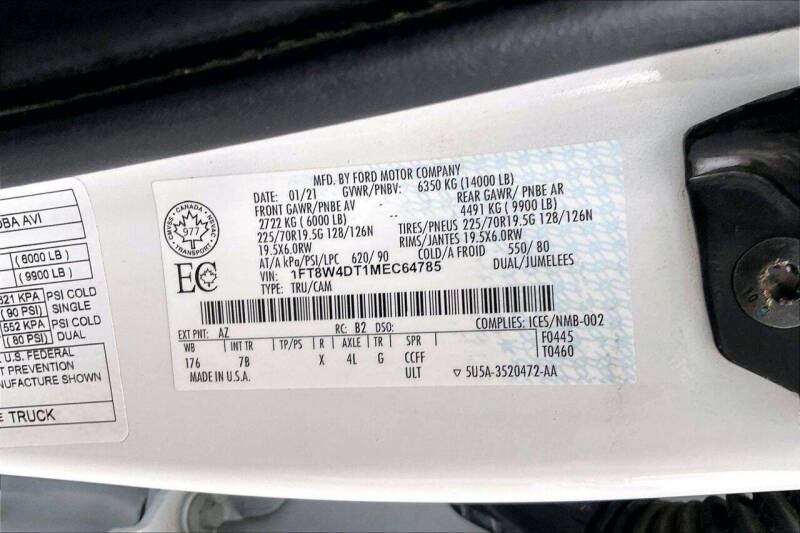 OBA AVI
(6000 LB)
(9900 LB)
621 KPA PSI COLD
(90 PSI) SINGLE
552 KPA PSI COLD
(80 PSI) DUAL
U.S. FEDERAL
T PREVENTION
MANUFACTURE
TRUCK
CANADA
977
TRANSPORT
EC
MFD. BY FORD MOTOR COMPANY
DATE: 01/21 GVWR/PNBV: 6350 KG (14000 LB)
FRONT GAWR/PNBE AV REAR GAWR/ PNBE AR
2722 KG (6000 LB) 4491 KG (9900 LB)
225/70R19.5G 128/126N TIRES/PNEUS 225/70R19.5G 128/126N
19.5X6.0RW RIMS/JANTES 19.5X6.0RW
AT/A kPa/PSI/LPC 620/ 90 COLD/A FROID 550/ 80
VIN: 1FT8W4DT1MEC64785 DUAL/JUMELEES
TYPE: TRU/CAM
EXT PNT: AZ RC: B2 DSO: COMPLIES: ICES/NMB-002
WB INT TR TP/PS R AXLE TR SPR F0445
176 7B X 4L G CCFF T0460
MADE IN U.S.A. ULT ▽ 5U5A-3520472-AA
10